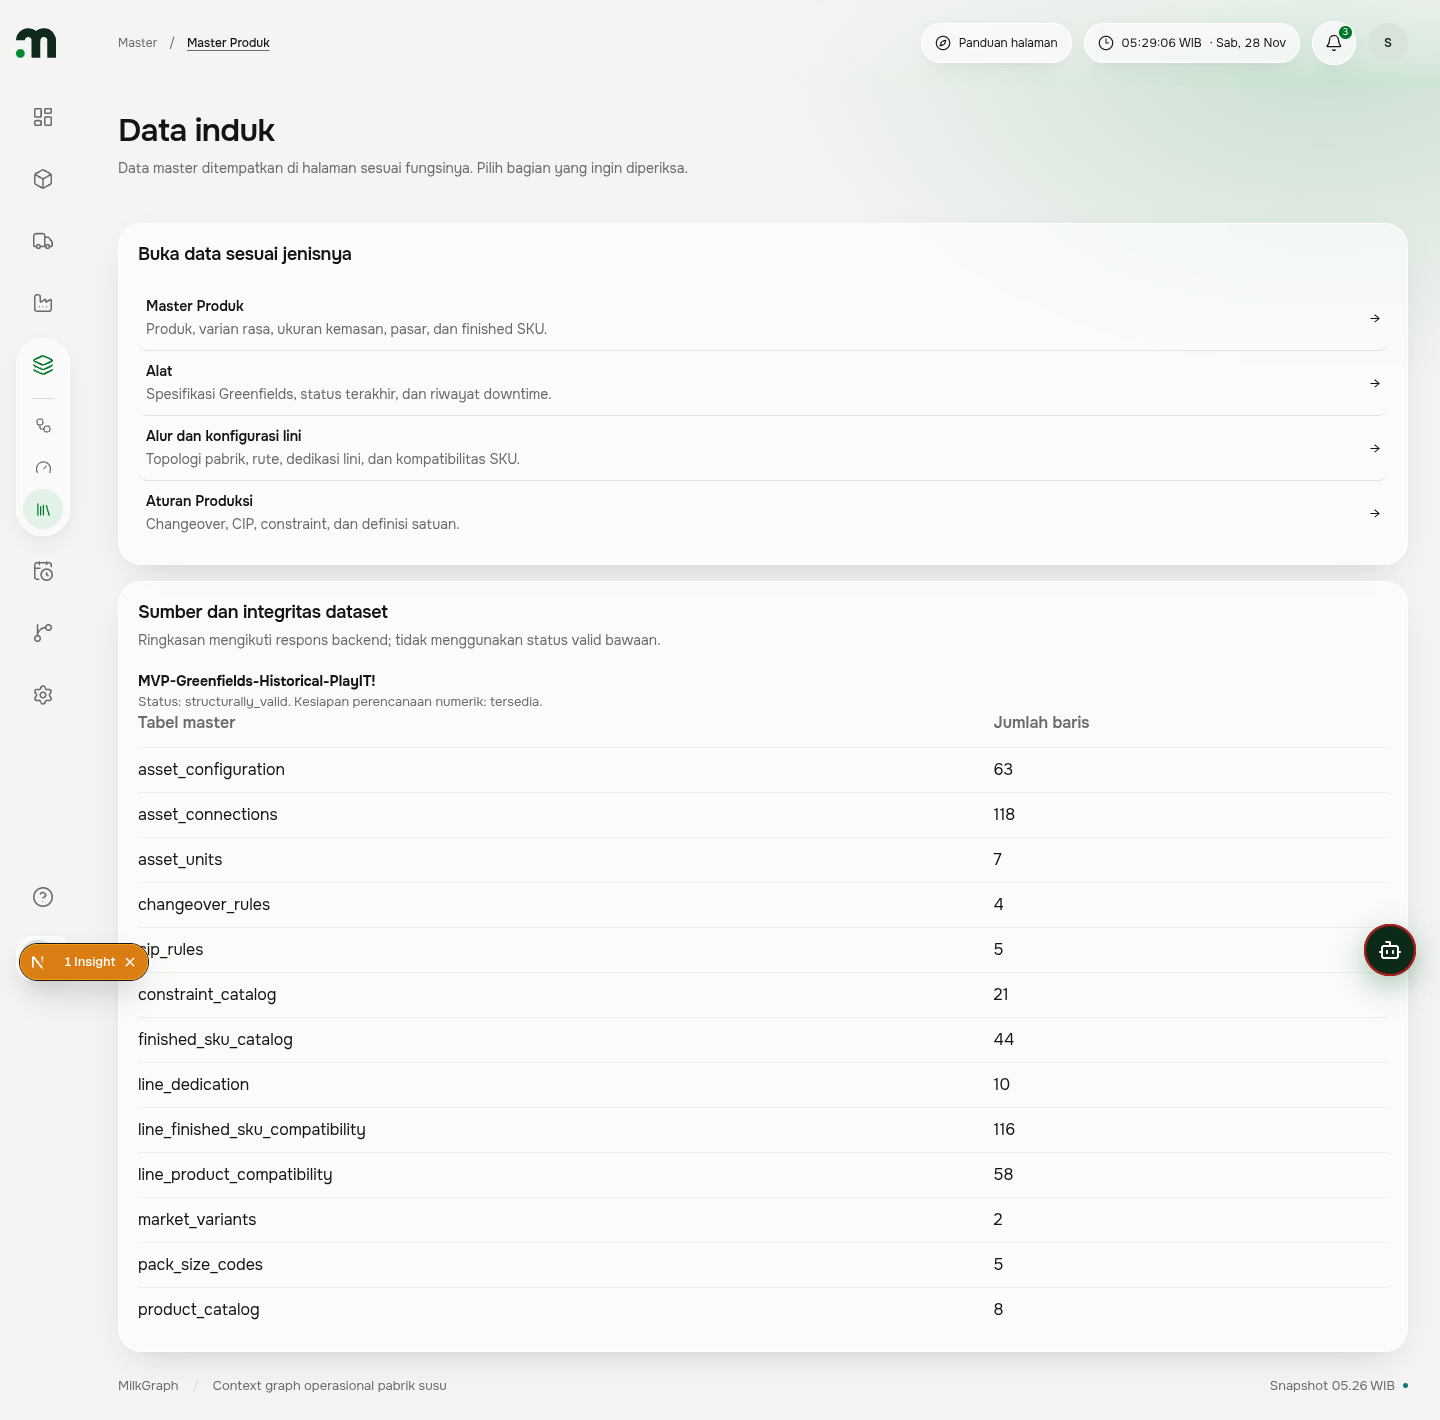 Master / Master Produk
Panduan halaman
05:29:06 WIB · Sab, 28 Nov
3
S
Data induk
Data master ditempatkan di halaman sesuai fungsinya. Pilih bagian yang ingin diperiksa.
Buka data sesuai jenisnya
Master Produk
Produk, varian rasa, ukuran kemasan, pasar, dan finished SKU.
Alat
Spesifikasi Greenfields, status terakhir, dan riwayat downtime.
Alur dan konfigurasi lini
Topologi pabrik, rute, dedikasi lini, dan kompatibilitas SKU.
Aturan Produksi
Changeover, CIP, constraint, dan definisi satuan.
Sumber dan integritas dataset
Ringkasan mengikuti respons backend; tidak menggunakan status valid bawaan.
MVP-Greenfields-Historical-PlayIT!
Status: structurally_valid. Kesiapan perencanaan numerik: tersedia.
Tabel master Jumlah baris
asset_configuration 63
asset_connections 118
asset_units 7
changeover_rules 4
cip_rules 5
1 Insight
constraint_catalog 21
finished_sku_catalog 44
line_dedication 10
line_finished_sku_compatibility 116
line_product_compatibility 58
market_variants 2
pack_size_codes 5
product_catalog 8
MilkGraph / Context graph operasional pabrik susu
Snapshot 05.26 WIB